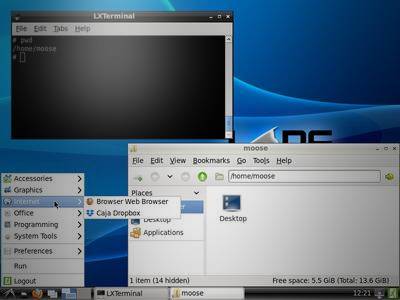 LXTerminal
File Edit Tabs Help
# pwd
/home/moose
#
moose
File Edit View Bookmarks Go Tools Help
/home/moose
Places
Desktop
Applications
Desktop
1 item (14 hidden)
Free space: 5.5 GiB (Total: 13.6 GiB)
Accessories
Graphics
Internet
Office
Programming
System Tools
Preferences
Run
Logout
Browser Web Browser
Caja Dropbox
LXTerminal
moose
12:21